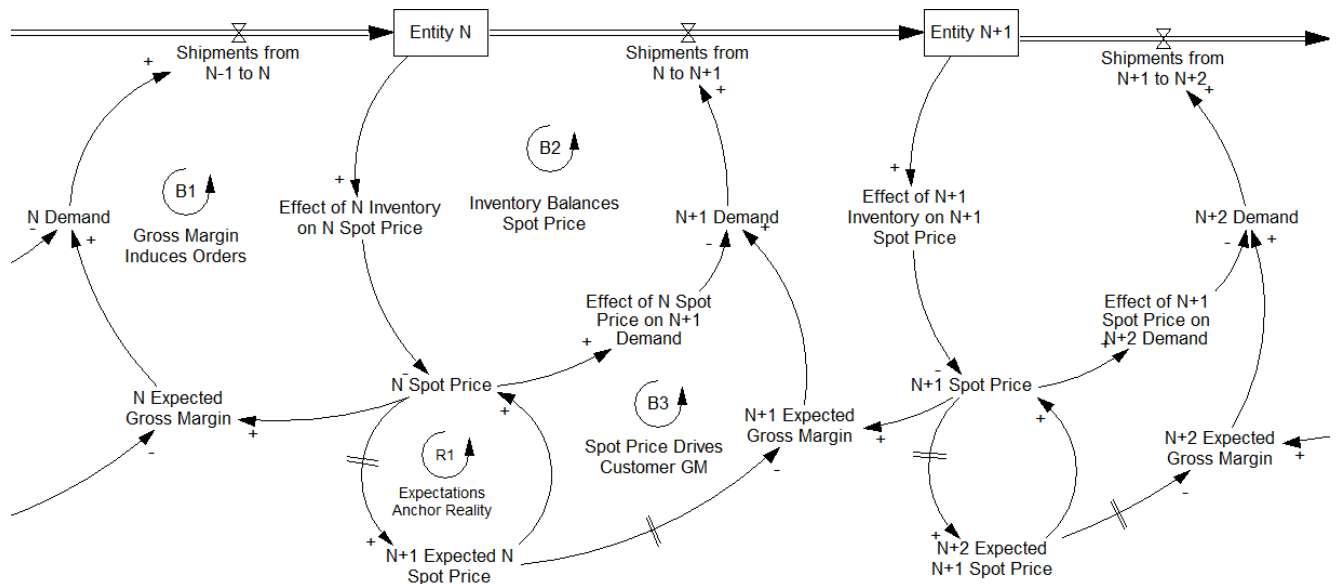 Entity N
Entity N+1
Shipments from
N-1 to N
Shipments from
N to N+1
Shipments from
N+1 to N+2
+
+
+
B2
B1
+
+
Effect of N Inventory
on N Spot Price
Inventory Balances
Spot Price
Effect of N+1
Inventory on N+1
Spot Price
N Demand
-
+
N+1 Demand
+
-
N+2 Demand
-
+
Gross Margin
Induces Orders
Effect of N Spot
Price on N+1
Demand
+
Effect of N+1
Spot Price on
N+2 Demand
+
-
N Spot Price
+
-
N+1 Spot Price
+
N Expected
Gross Margin
+
-
B3
N+1 Expected
Gross Margin
+
-
N+2 Expected
Gross Margin
+
-
R1
Spot Price Drives
Customer GM
Expectations
Anchor Reality
+
N+1 Expected N
Spot Price
+
N+2 Expected
N+1 Spot Price